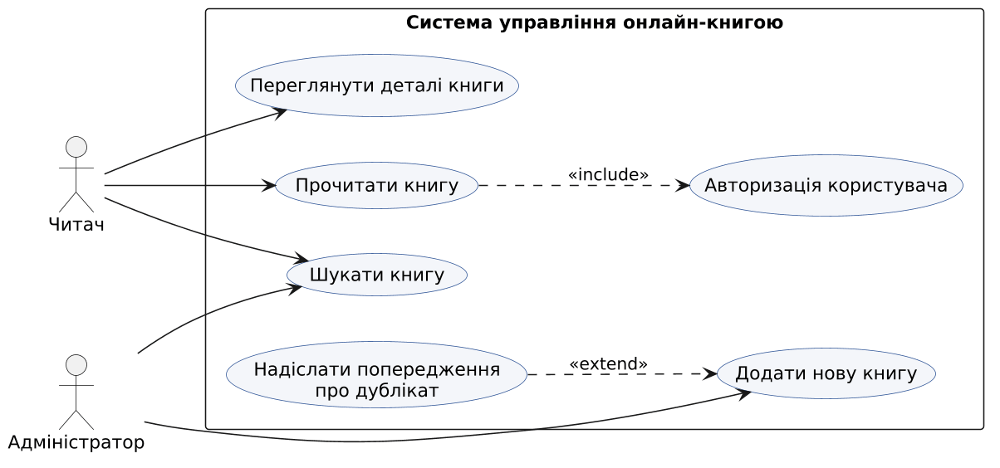 Система управління онлайн-книгою
Переглянути деталі книги
Прочитати книгу
«include»
Авторизація користувача
Читач
Шукати книгу
Надіслати попередження
про дублікат
«extend»
Додати нову книгу
Адміністратор